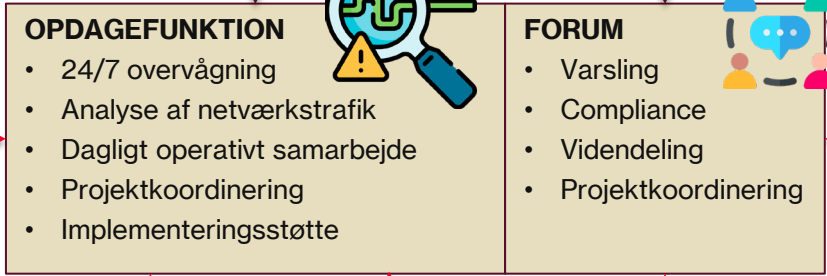 OPDAGEFUNKTION
• 24/7 overvågning
• Analyse af netværkstrafik
• Dagligt operativt samarbejde
• Projektkoordinering
• Implementeringsstøtte
FORUM
• Varsling
• Compliance
• Videndeling
• Projektkoordinering